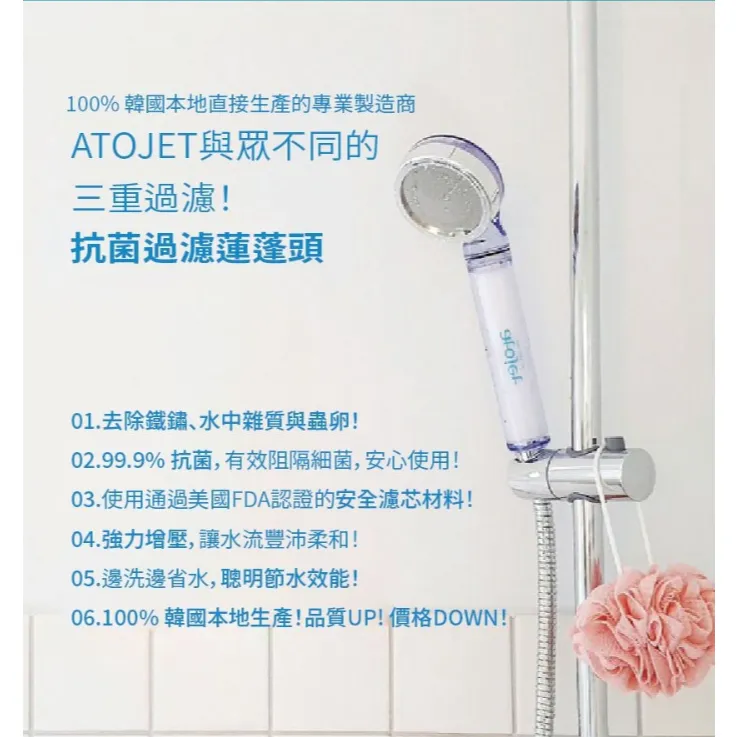 100% 韓國本地直接生產的專業製造商
ATOJET與眾不同的
三重過濾！
抗菌過濾蓮蓬頭
atojet
01.去除鐵鏽、水中雜質與蟲卵！
02.99.9% 抗菌，有效阻隔細菌，安心使用！
03.使用通過美國FDA認證的安全濾芯材料！
04.強力增壓，讓水流豐沛柔和！
05.邊洗邊省水，聰明節水效能！
06.100% 韓國本地生產！品質UP！價格DOWN！